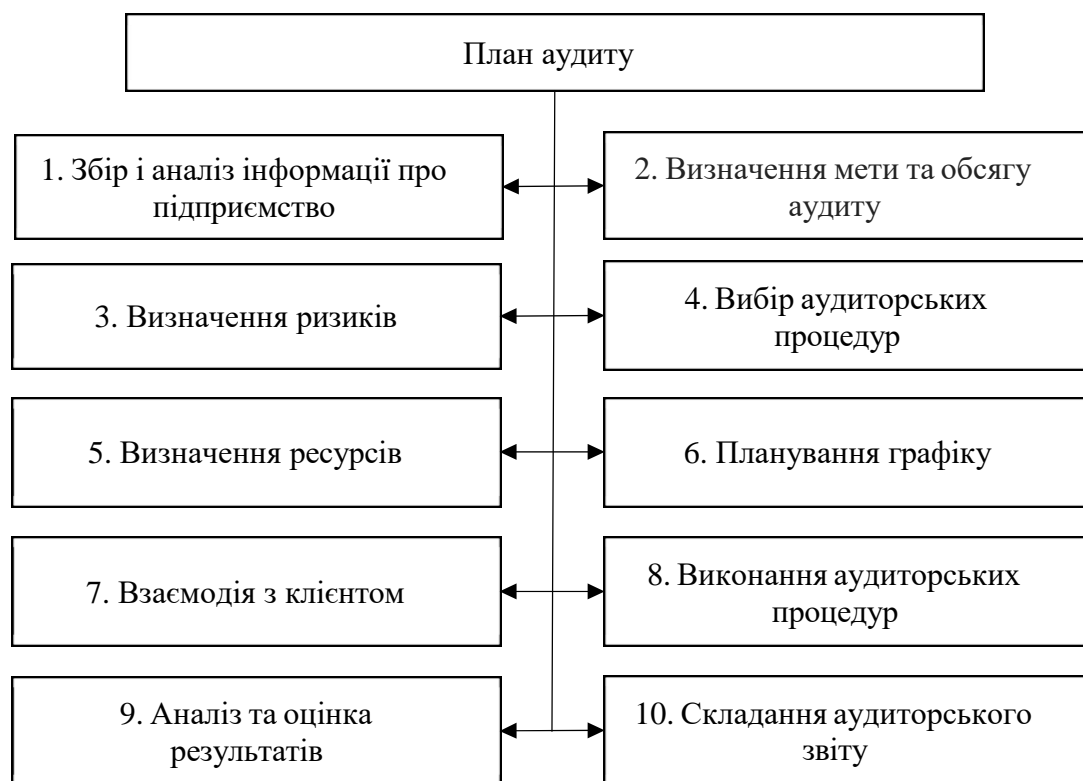 План аудиту
1. Збір і аналіз інформації про
підприємство
2. Визначення мети та обсягу
аудиту
3. Визначення ризиків
4. Вибір аудиторських
процедур
5. Визначення ресурсів
6. Планування графіку
7. Взаємодія з клієнтом
8. Виконання аудиторських
процедур
9. Аналіз та оцінка
результатів
10. Складання аудиторського
звіту